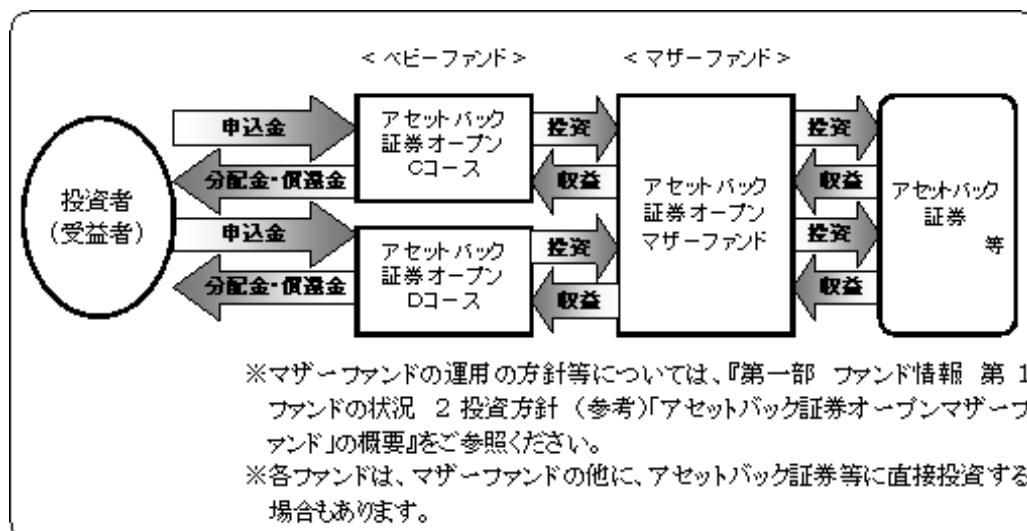 ＜ベビーファンド＞
＜マザーファンド＞
投資者
（受益者）
申込金
分配金・償還金
申込金
分配金・償還金
アセットバック
証券オープン
Cコース
アセットバック
証券オープン
Dコース
投資
収益
投資
収益
アセットバック
証券オープン
マザーファンド
投資
収益
投資
収益
アセットバック
証券
等
※マザーファンドの運用の方針等については、『第一部 ファンド情報 第１
ファンドの状況 ２投資方針（参考）「アセットバック証券オープンマザーフ
ァンド」の概要』をご参照ください。
※各ファンドは、マザーファンドの他に、アセットバック証券等に直接投資する
場合もあります。